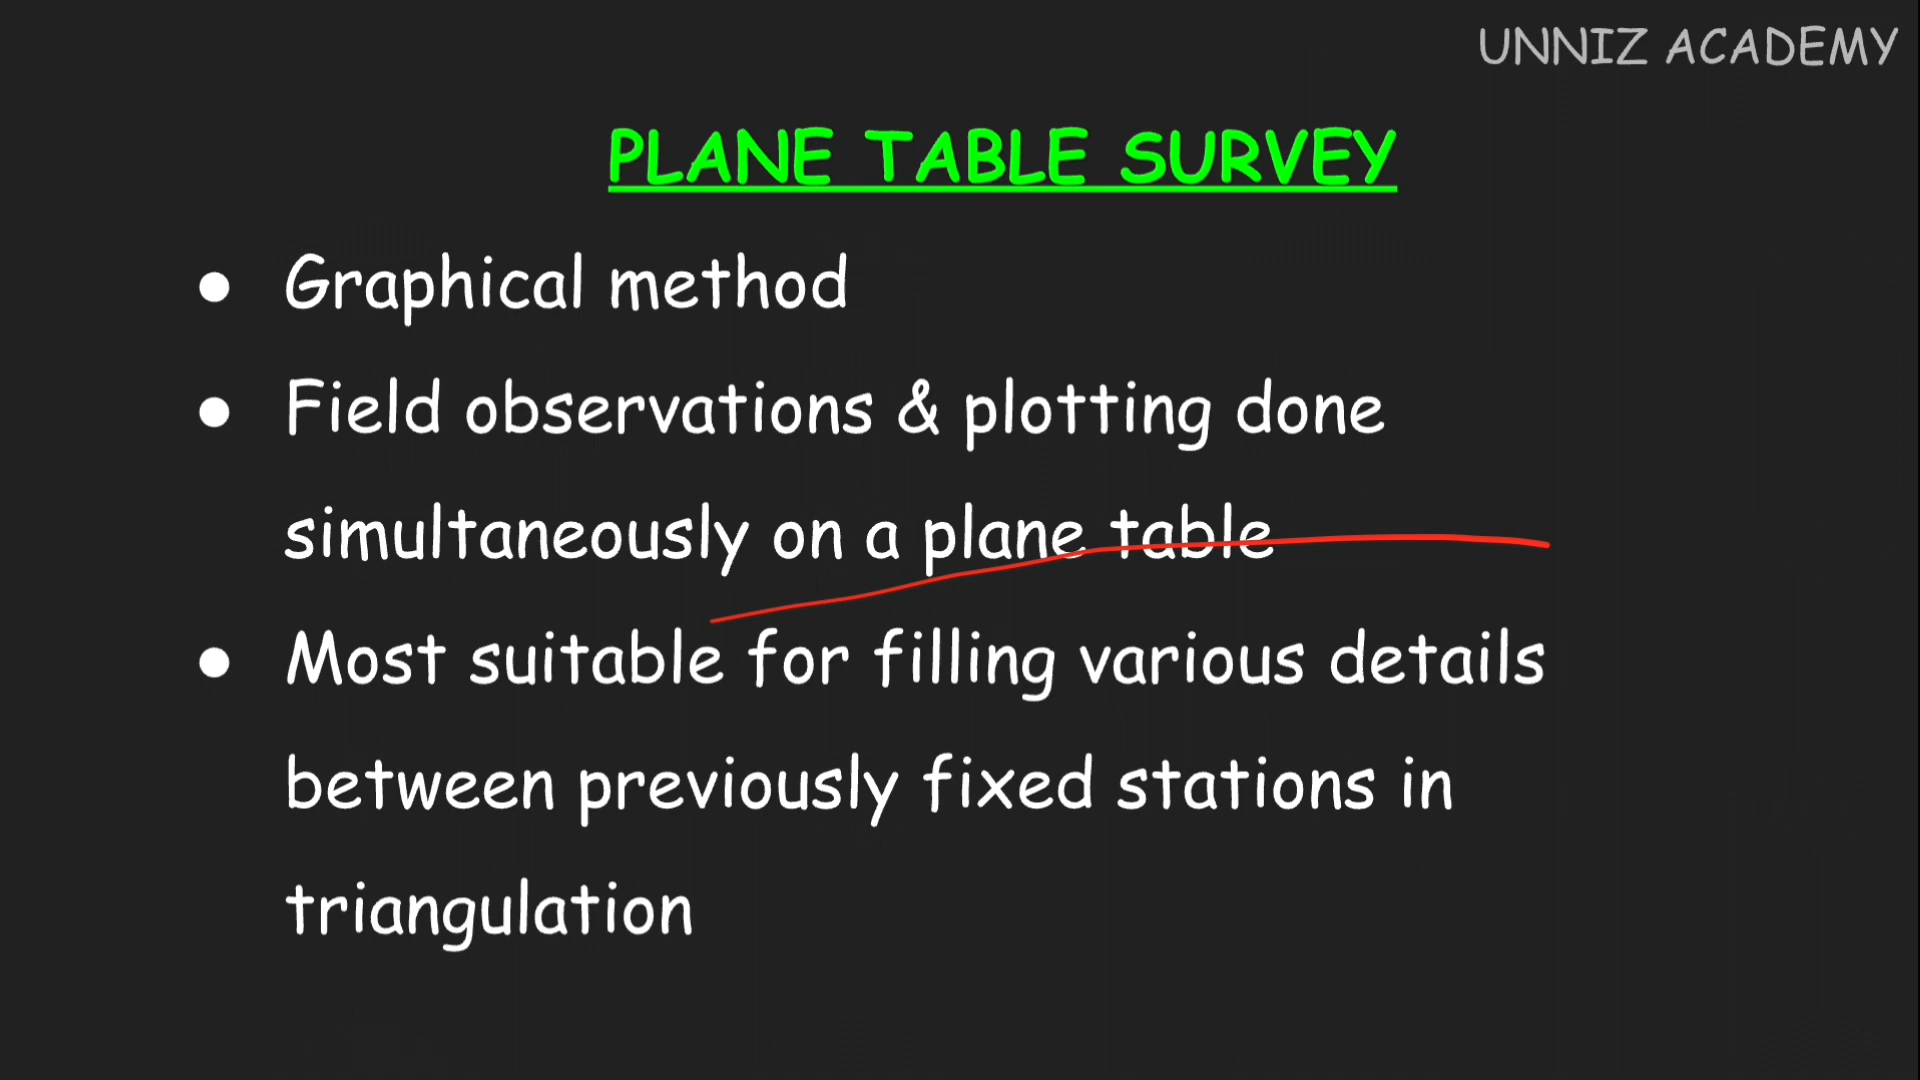 UNNIZ ACADEMY
PLANE TABLE SURVEY
● Graphical method
● Field observations & plotting done
simultaneously on a plane table
● Most suitable for filling various details
between previously fixed stations in
triangulation